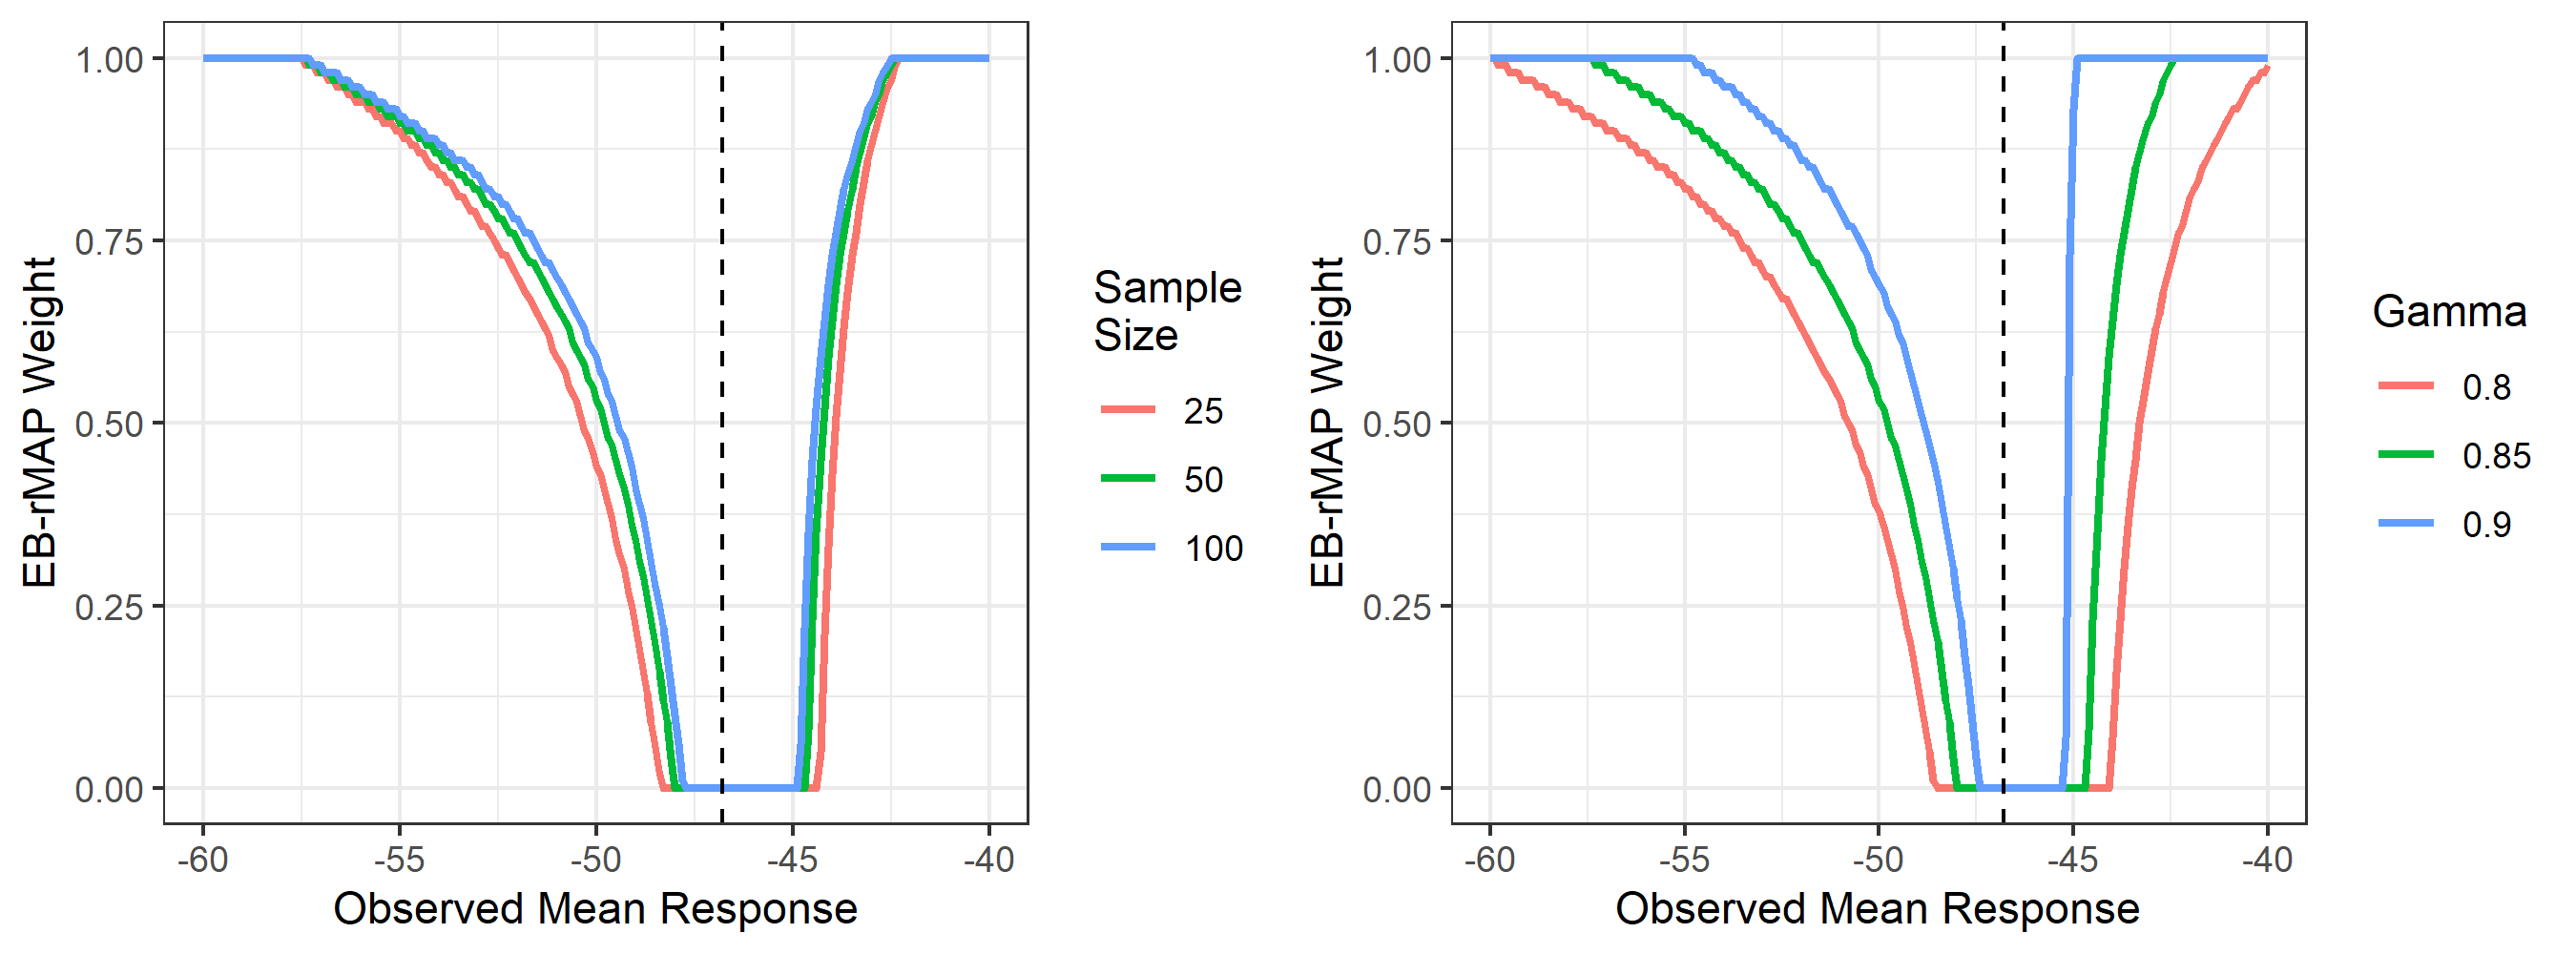 1.00
0.75
0.50
0.25
0.00
EB-rMAP Weight
-60 -55 -50 -45 -40
Observed Mean Response
Sample
Size
25
50
100
1.00
0.75
0.50
0.25
0.00
EB-rMAP Weight
-60 -55 -50 -45 -40
Observed Mean Response
Gamma
0.8
0.85
0.9